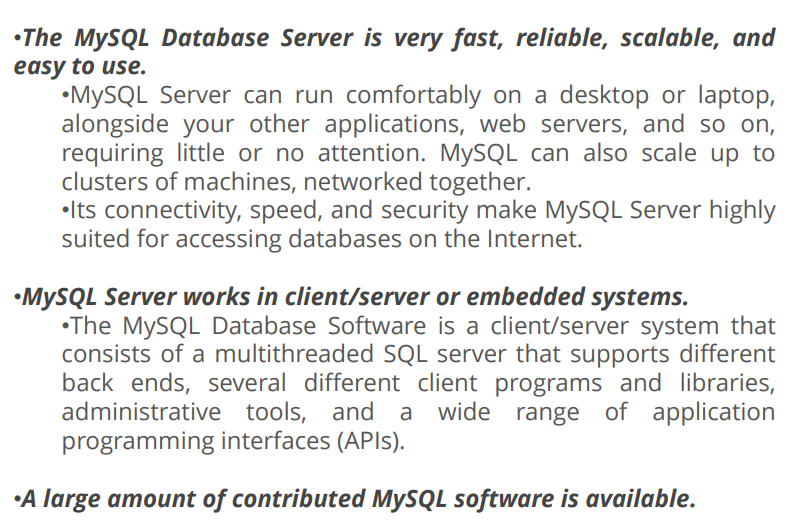 •The MySQL Database Server is very fast, reliable, scalable, and
easy to use.
•MySQL Server can run comfortably on a desktop or laptop,
alongside your other applications, web servers, and so on,
requiring little or no attention. MySQL can also scale up to
clusters of machines, networked together.
•Its connectivity, speed, and security make MySQL Server highly
suited for accessing databases on the Internet.
•MySQL Server works in client/server or embedded systems.
•The MySQL Database Software is a client/server system that
consists of a multithreaded SQL server that supports different
back ends, several different client programs and libraries,
administrative tools, and a wide range of application
programming interfaces (APIs).
•A large amount of contributed MySQL software is available.